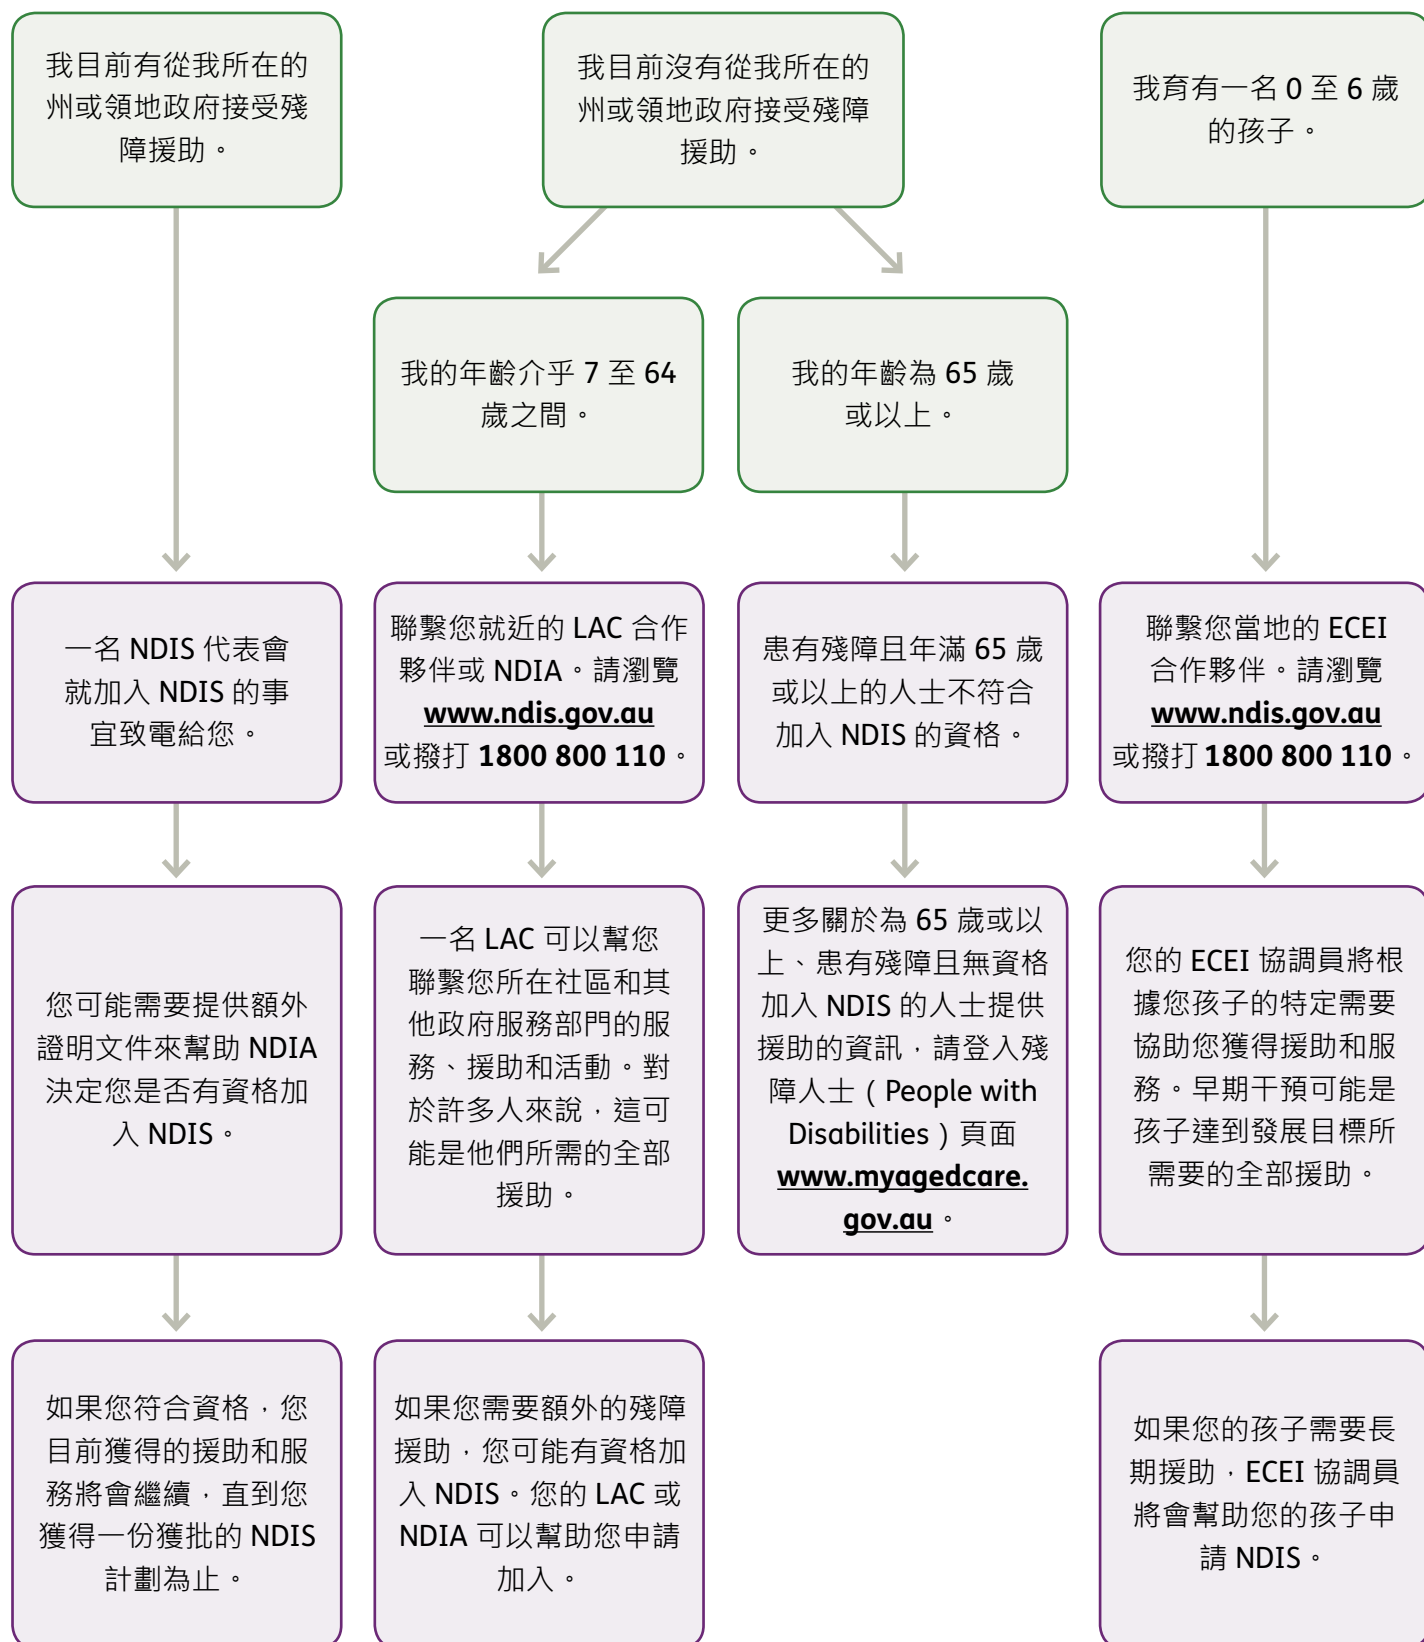 我目前有從我所在的
州或領地政府接受殘
障援助。
我目前沒有從我所在的
州或領地政府接受殘障
援助。
我育有一名 0 至 6 歲
的孩子。
我的年齡介乎 7 至 64
歲之間。
我的年齡為 65 歲
或以上。
一名 NDIS 代表會
就加入 NDIS 的事
宜致電給您。
聯繫您就近的 LAC 合作
夥伴或 NDIA。請瀏覽
www.ndis.gov.au
或撥打 1800 800 110。
患有殘障且年滿 65 歲
或以上的人士不符合
加入 NDIS 的資格。
聯繫您當地的 ECEI
合作夥伴。請瀏覽
www.ndis.gov.au
或撥打 1800 800 110。
您可能需要提供額外
證明文件來幫助 NDIA
決定您是否有資格加
入 NDIS。
一名 LAC 可以幫您
聯繫您所在社區和其
他政府服務部門的服
務、援助和活動。對
於許多人來說，這可
能是他們所需的全部
援助。
更多關於為 65 歲或以
上、患有殘障且無資格
加入 NDIS 的人士提供
援助的資訊，請登入殘
障人士（People with
Disabilities）頁面
www.myagedcare.
gov.au。
您的 ECEI 協調員將根
據您孩子的特定需要
協助您獲得援助和服
務。早期干預可能是
孩子達到發展目標所
需要的全部援助。
如果您符合資格，您
目前獲得的援助和服
務將會繼續，直到您
獲得一份獲批的 NDIS
計劃為止。
如果您需要額外的殘障
援助，您可能有資格加
入 NDIS。您的 LAC 或
NDIA 可以幫助您申請
加入。
如果您的孩子需要長
期援助，ECEI 協調員
將會幫助您的孩子申
請 NDIS。